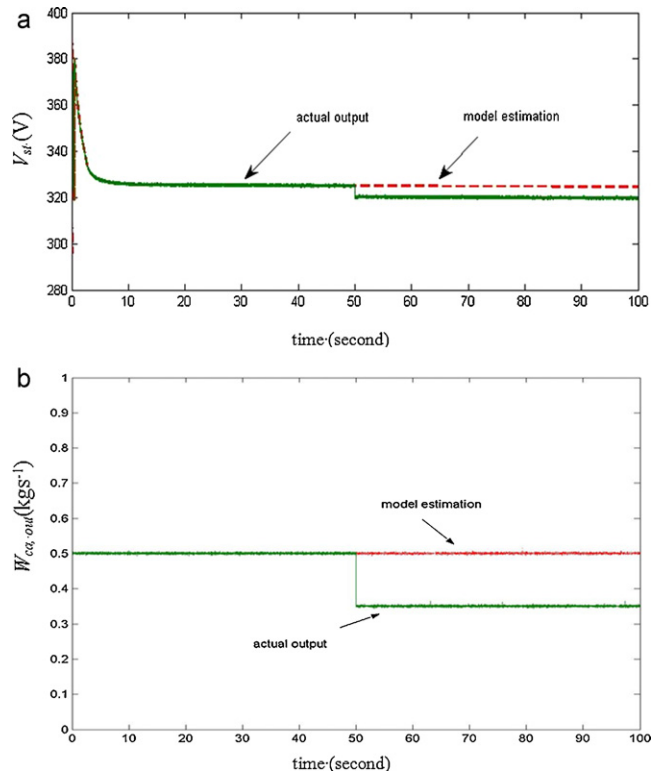 a
400
380
360
340
320
300
280
V_st·(V)
actual output
model estimation
0 10 20 30 40 50 60 70 80 90 100
time·(second)
b
1
0.9
0.8
0.7
0.6
0.5
0.4
0.3
0.2
0.1
0
W_ca,·out(kgs⁻¹)
model estimation
actual output
0 10 20 30 40 50 60 70 80 90 100
time·(second)